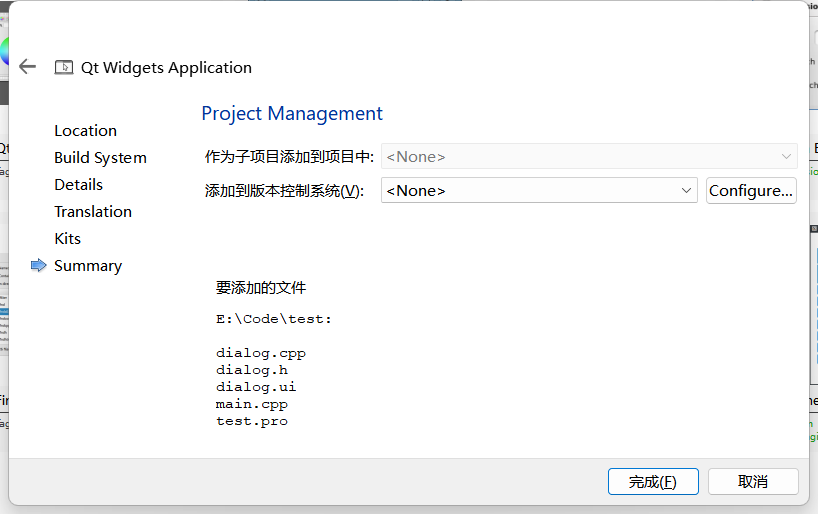 Qt Widgets Application
Project Management
Location
Build System
Details
Translation
Kits
Summary
作为子项目添加到项目中:
<None>
添加到版本控制系统(V):
<None>
Configure...
要添加的文件
E:\Code\test:
dialog.cpp
dialog.h
dialog.ui
main.cpp
test.pro
完成(F)
取消